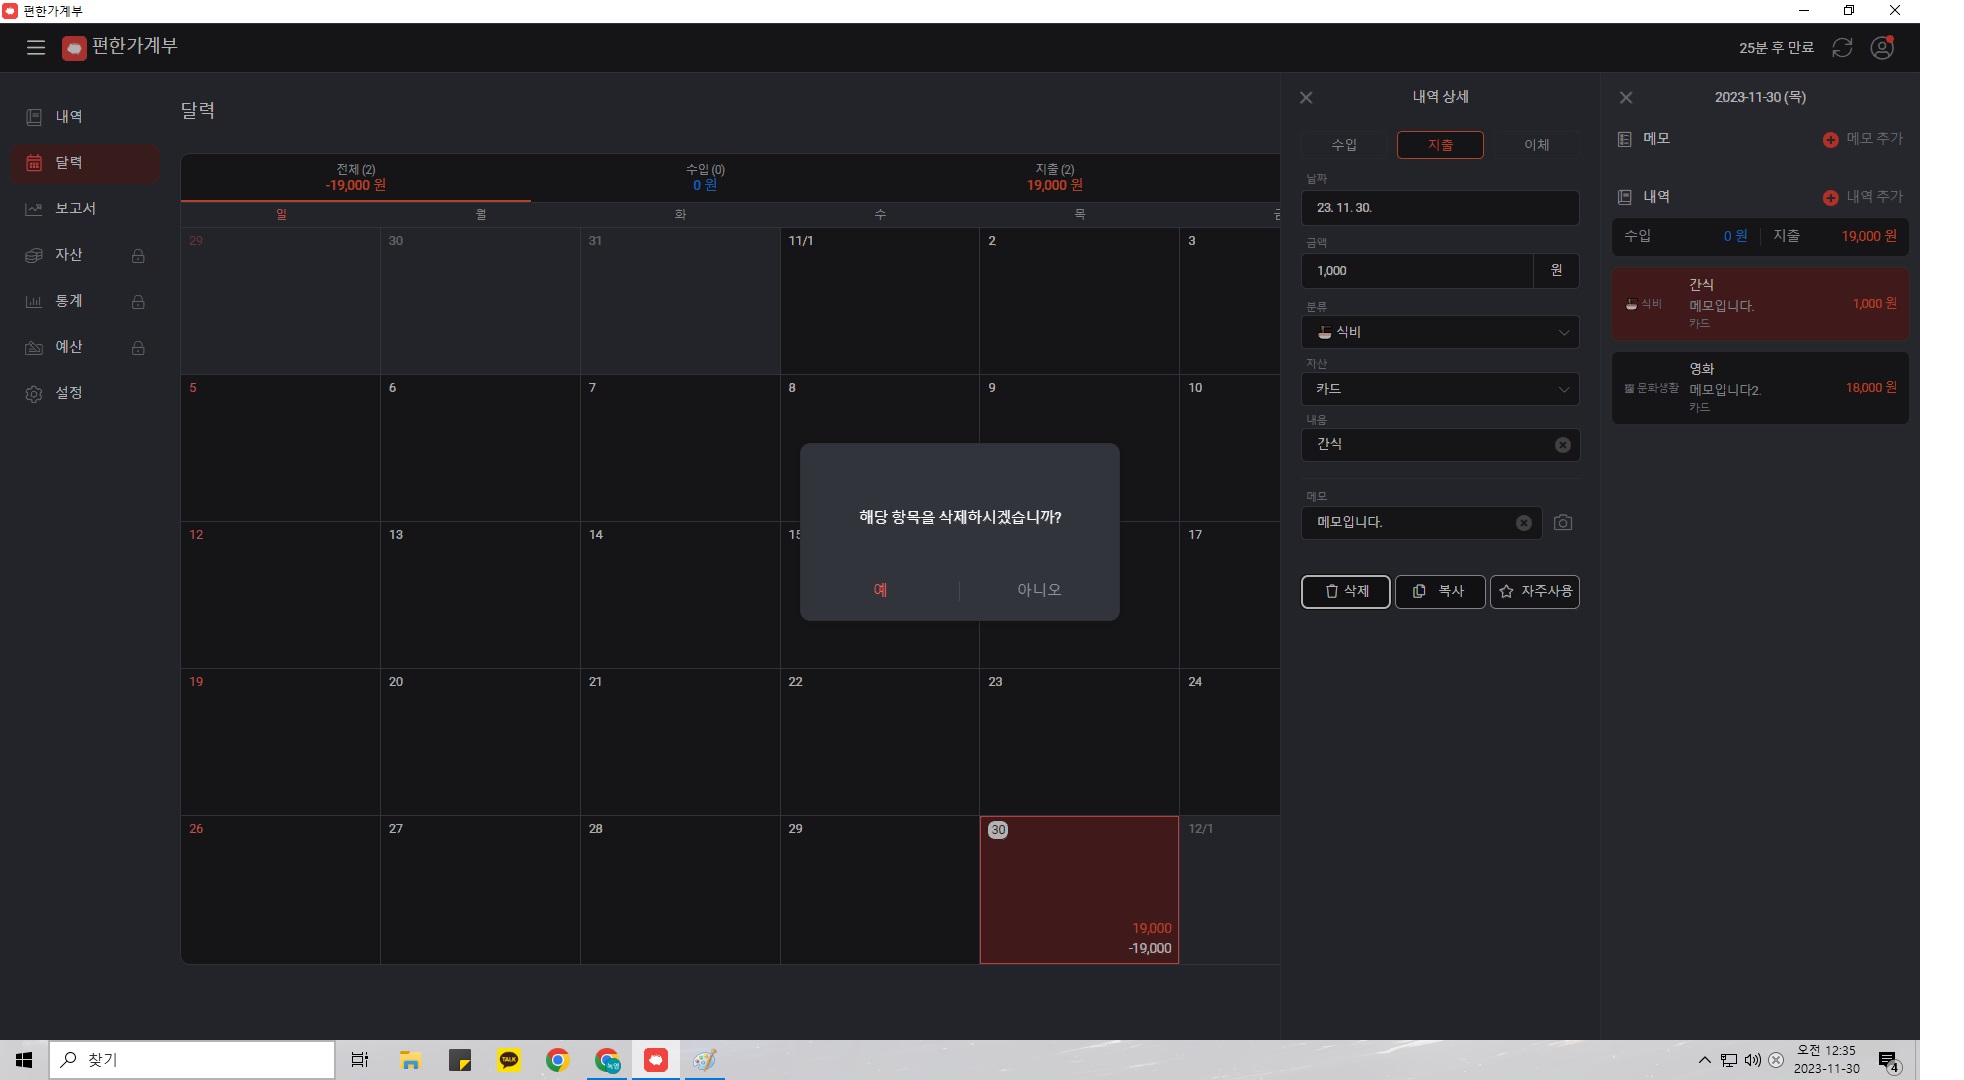 편한가계부
편한가계부
25분 후 만료
내역
달력
보고서
자산
통계
예산
설정
달력
전체 (2)
-19,000 원
수입 (0)
0 원
지출 (2)
19,000 원
일 월 화 수 목
29 30 31 11/1 2 3
5 6 7 8 9 10
12 13 14 15 17
19 20 21 22 23 24
26 27 28 29 30 12/1
19,000
-19,000
해당 항목을 삭제하시겠습니까?
예 아니오
내역 상세
수입 지출 이체
날짜
23. 11. 30.
금액
1,000 원
분류
식비
자산
카드
내용
간식
메모
메모입니다.
삭제 복사 자주사용
2023-11-30 (목)
메모 메모 추가
내역 내역 추가
수입 0 원 지출 19,000 원
간식
식비 메모입니다. 1,000 원
카드
영화
문화생활 메모입니다2. 18,000 원
카드
찾기
TALK
오전 12:35
2023-11-30
4